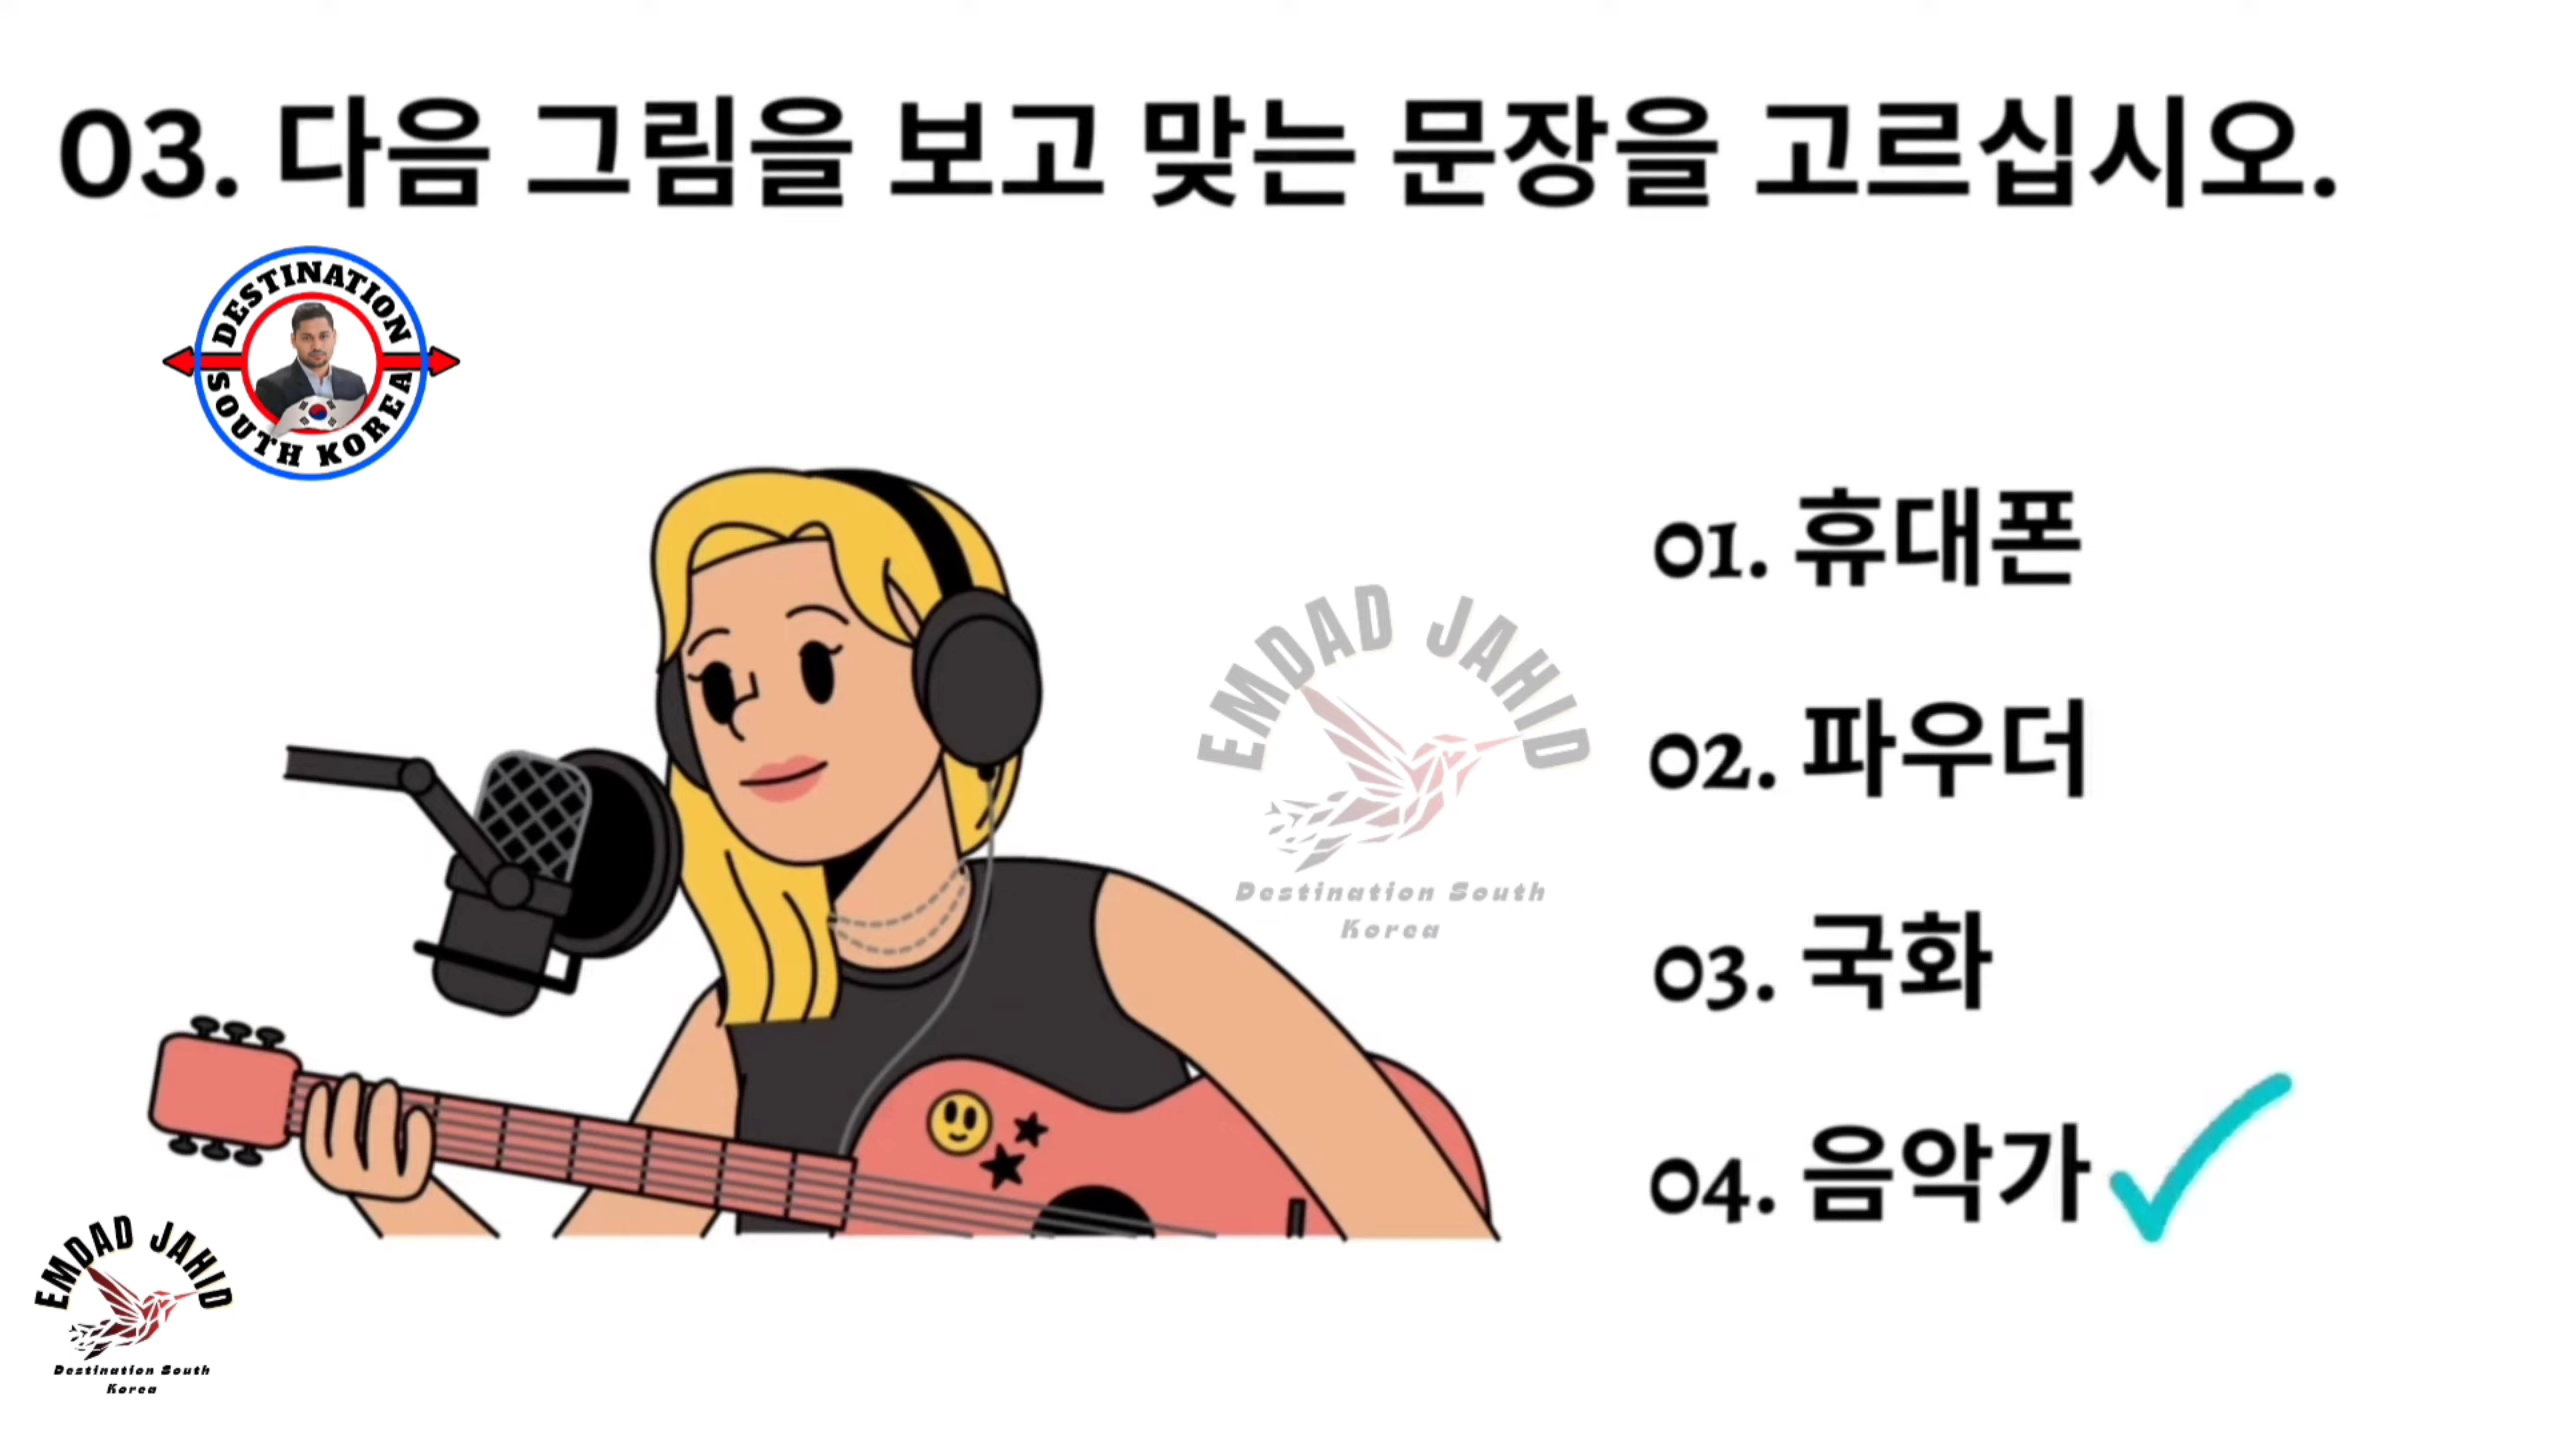 03. 다음 그림을 보고 맞는 문장을 고르십시오.
DESTINATION
SOUTH KOREA
01. 휴대폰
EMDAD JAHID
02. 파우더
Destination South
Korea
03. 국화
04. 음악가
EMDAD JAHID
Destination South
Korea